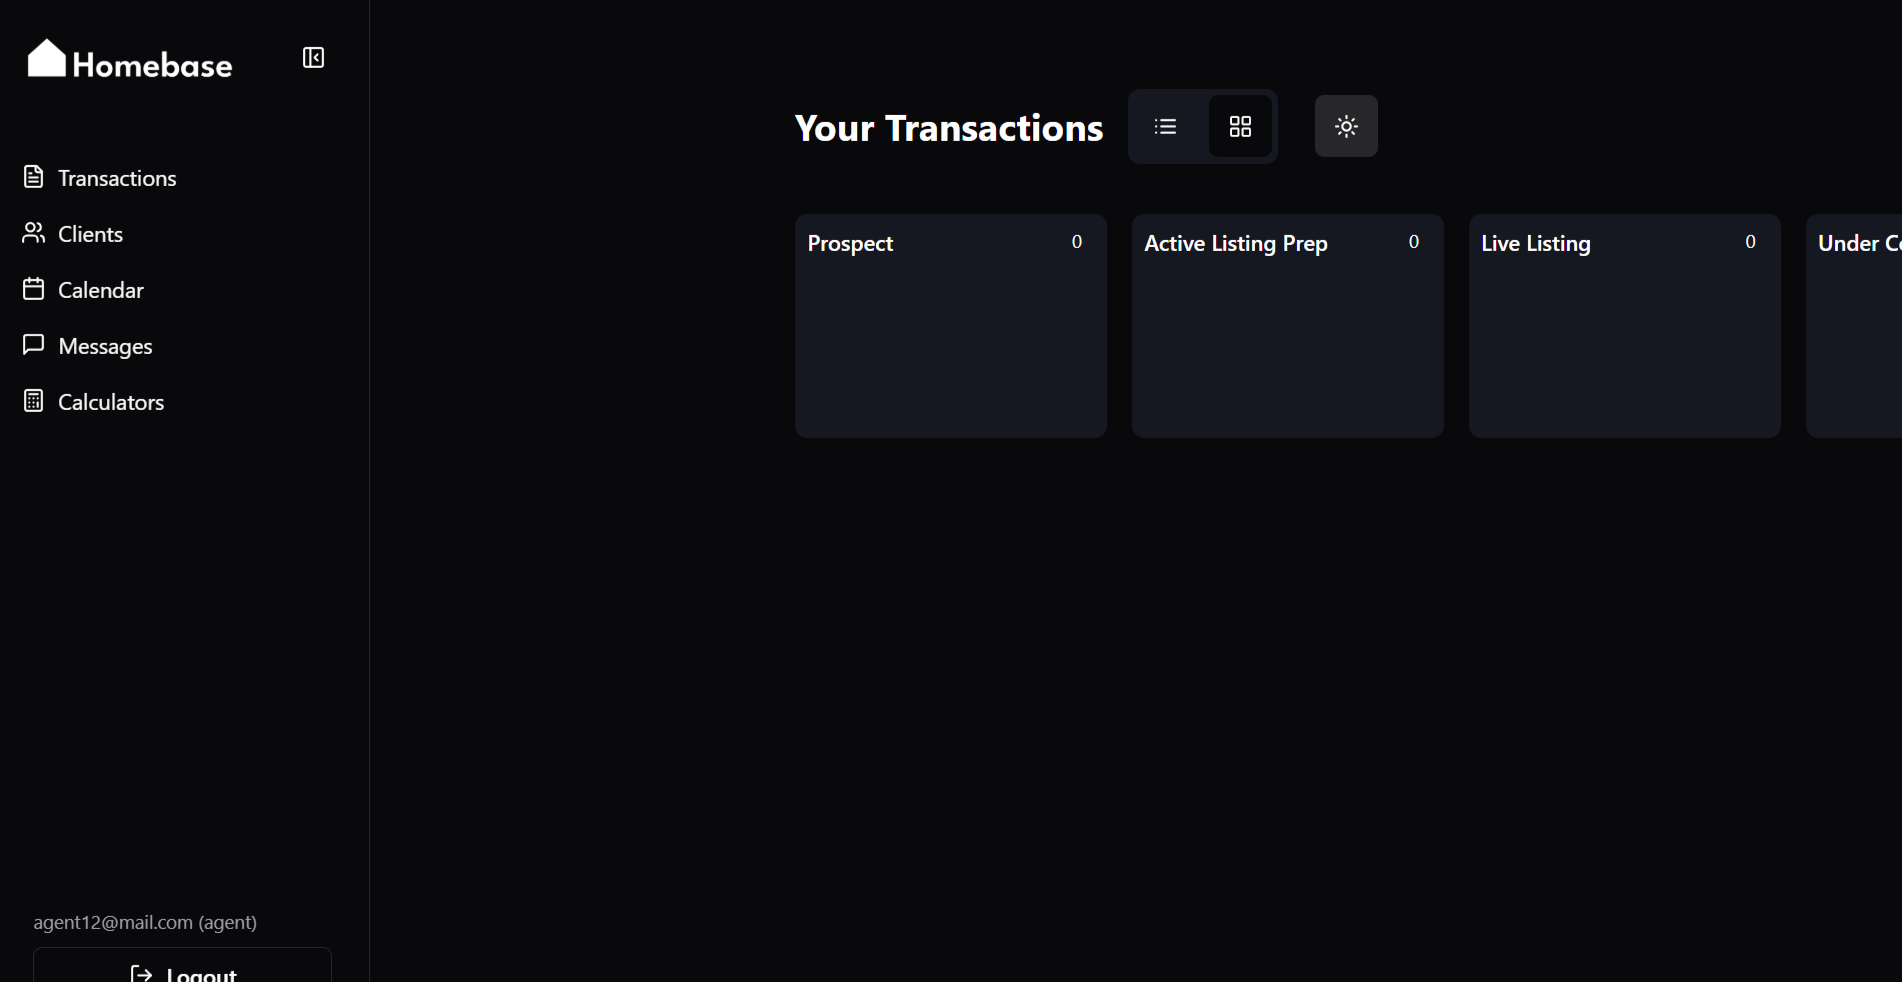 Homebase
Transactions
Clients
Calendar
Messages
Calculators
agent12@mail.com (agent)
Logout
Your Transactions
Prospect 0
Active Listing Prep 0
Live Listing 0
Under